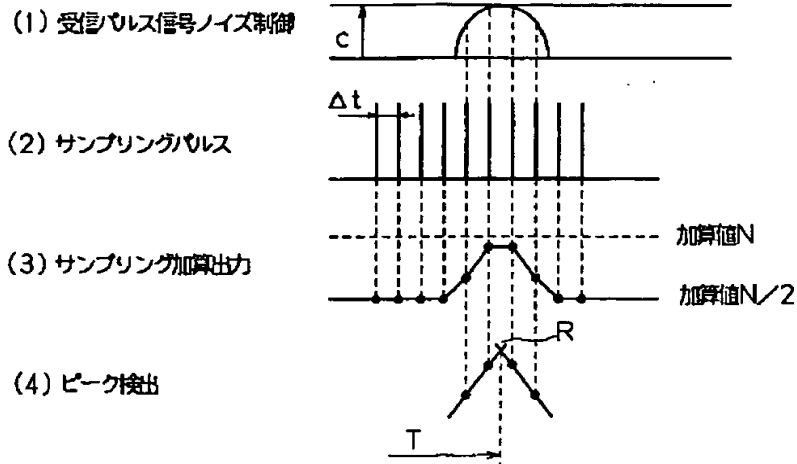 (1) 受信パルス信号ノイズ制御
C
Δt
(2) サンプリングパルス
加算値N
(3) サンプリング加算出力
加算値N/2
R
(4) ピーク検出
T